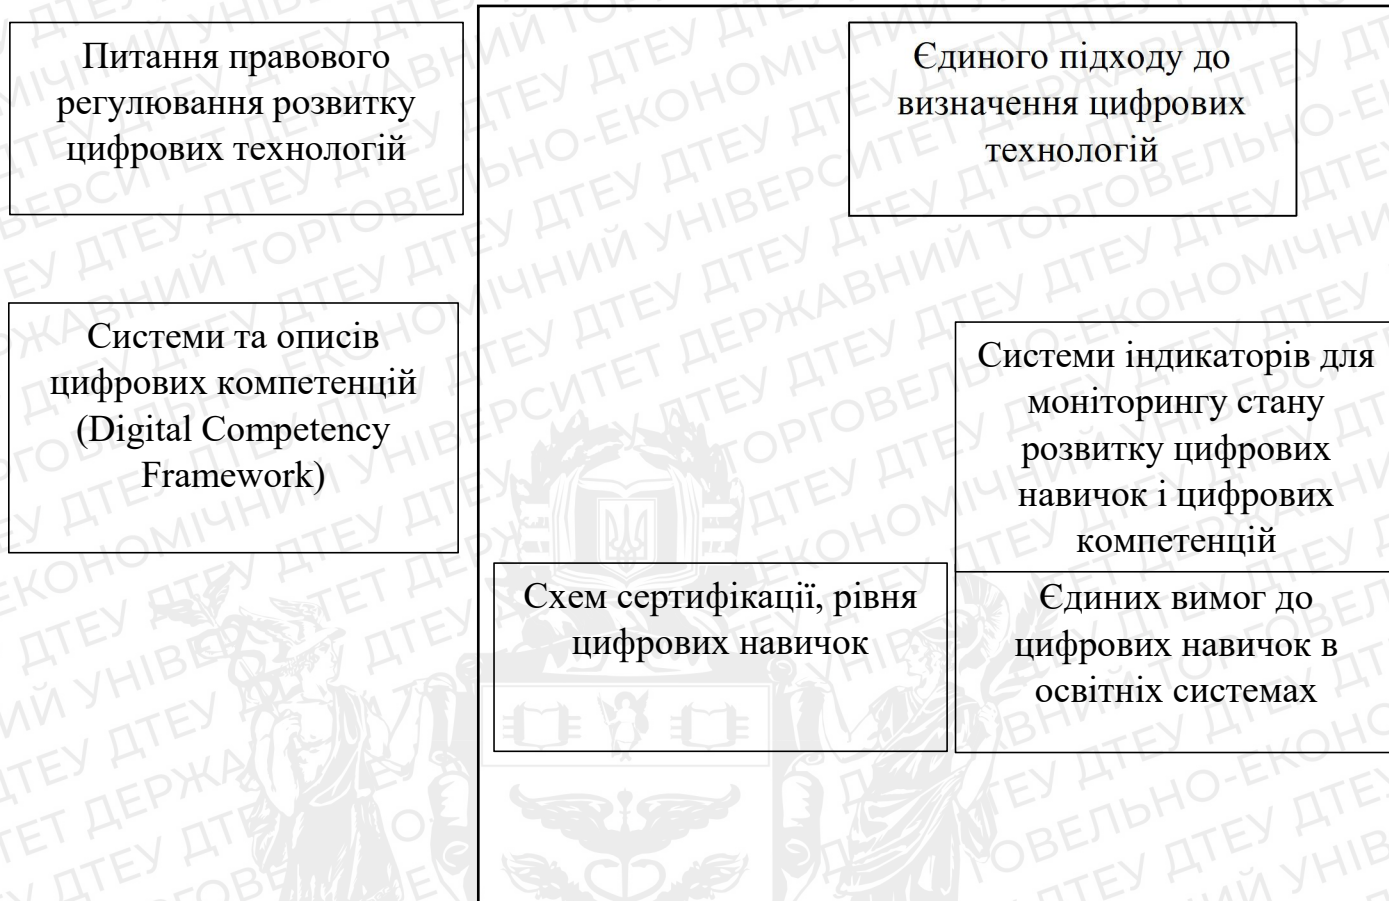 Питання правового
регулювання розвитку
цифрових технологій
Єдиного підходу до
визначення цифрових
технологій
Системи та описів
цифрових компетенцій
(Digital Competency
Framework)
Системи індикаторів для
моніторингу стану
розвитку цифрових
навичок і цифрових
компетенцій
Схем сертифікації, рівня
цифрових навичок
Єдиних вимог до
цифрових навичок в
освітніх системах